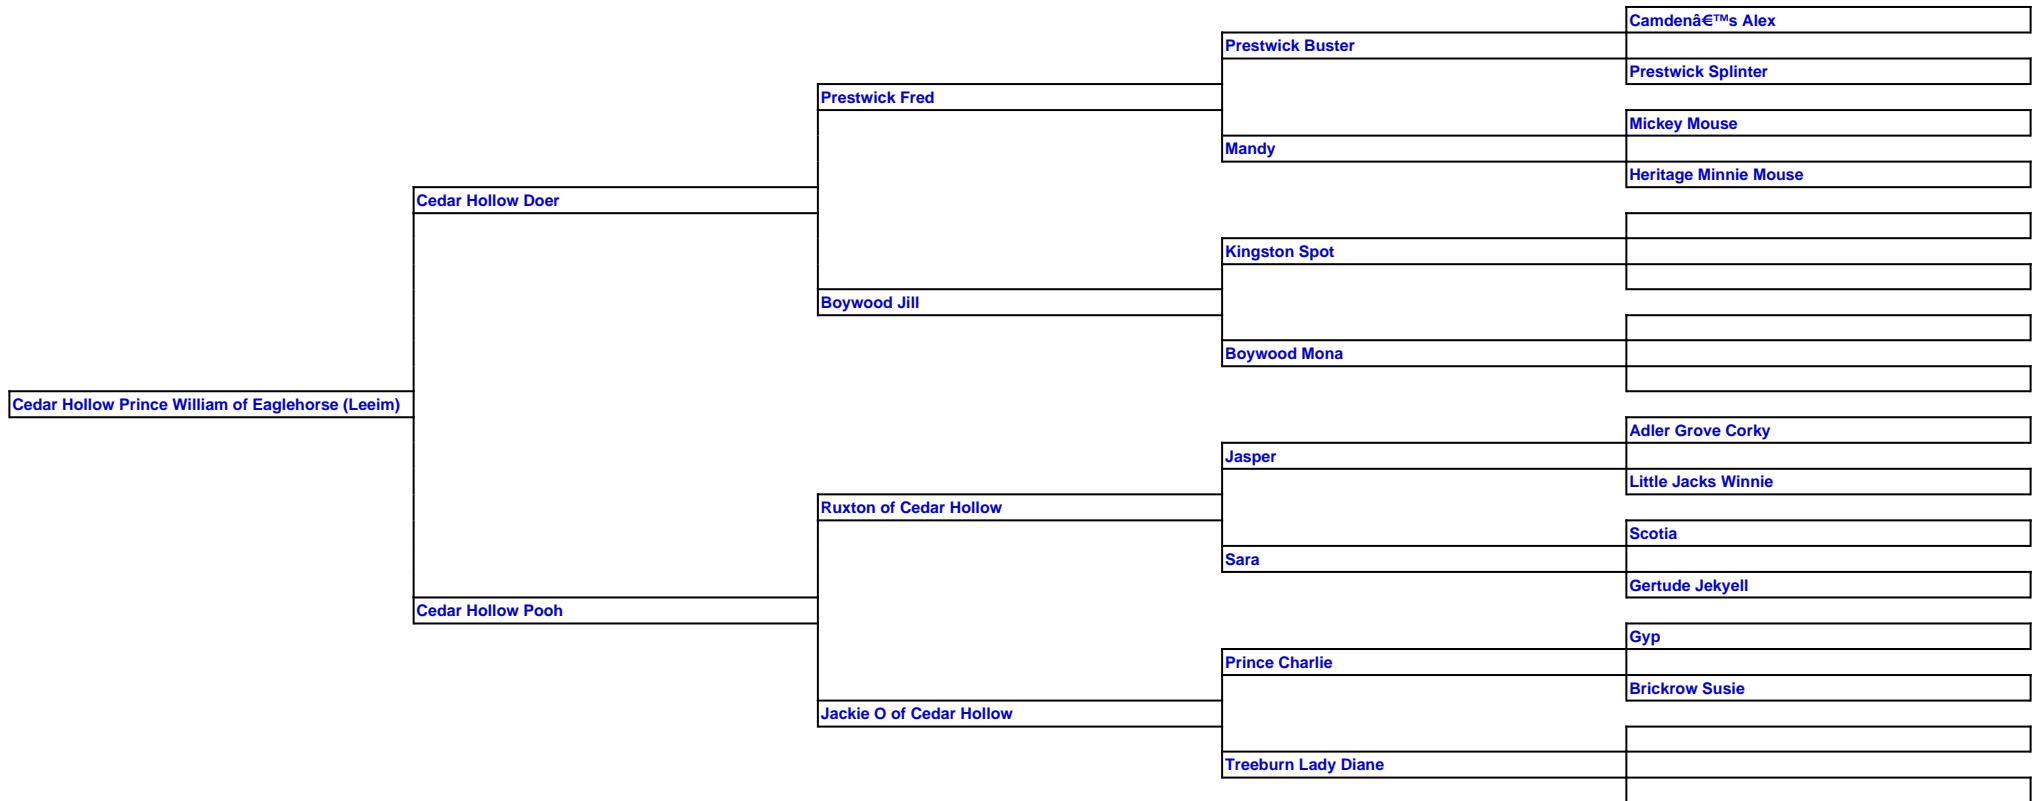 Camdenâ€™s Alex
Prestwick Buster
Prestwick Splinter
Prestwick Fred
Mickey Mouse
Mandy
Heritage Minnie Mouse
Cedar Hollow Doer
Kingston Spot
Boywood Jill
Boywood Mona
Cedar Hollow Prince William of Eaglehorse (Leeim)
Adler Grove Corky
Jasper
Little Jacks Winnie
Ruxton of Cedar Hollow
Scotia
Sara
Gertude Jekyell
Cedar Hollow Pooh
Gyp
Prince Charlie
Brickrow Susie
Jackie O of Cedar Hollow
Treeburn Lady Diane